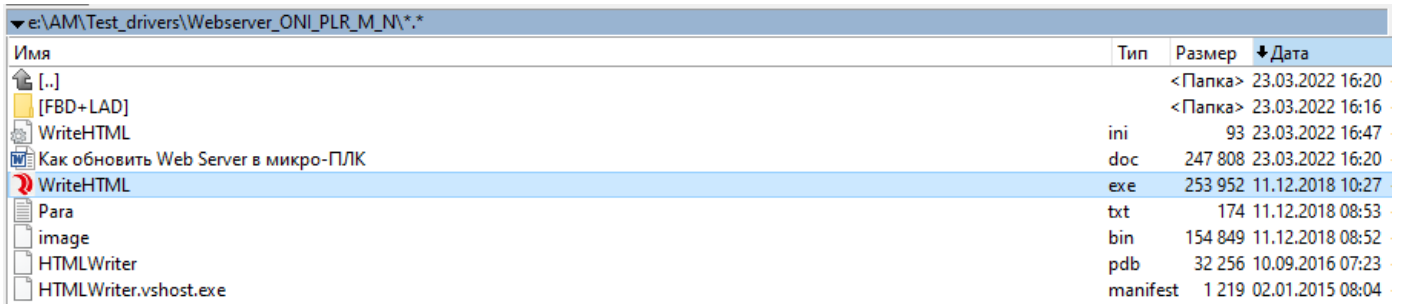 e:\AM\Test_drivers\Webserver_ONI_PLR_M_N\*.*
Имя Тип Размер Дата
[..] <Папка> 23.03.2022 16:20
[FBD+LAD] <Папка> 23.03.2022 16:16
WriteHTML ini 93 23.03.2022 16:47
Как обновить Web Server в микро-ПЛК doc 247 808 23.03.2022 16:20
WriteHTML exe 253 952 11.12.2018 10:27
Para txt 174 11.12.2018 08:53
image bin 154 849 11.12.2018 08:52
HTMLWriter pdb 32 256 10.09.2016 07:23
HTMLWriter.vshost.exe manifest 1 219 02.01.2015 08:04